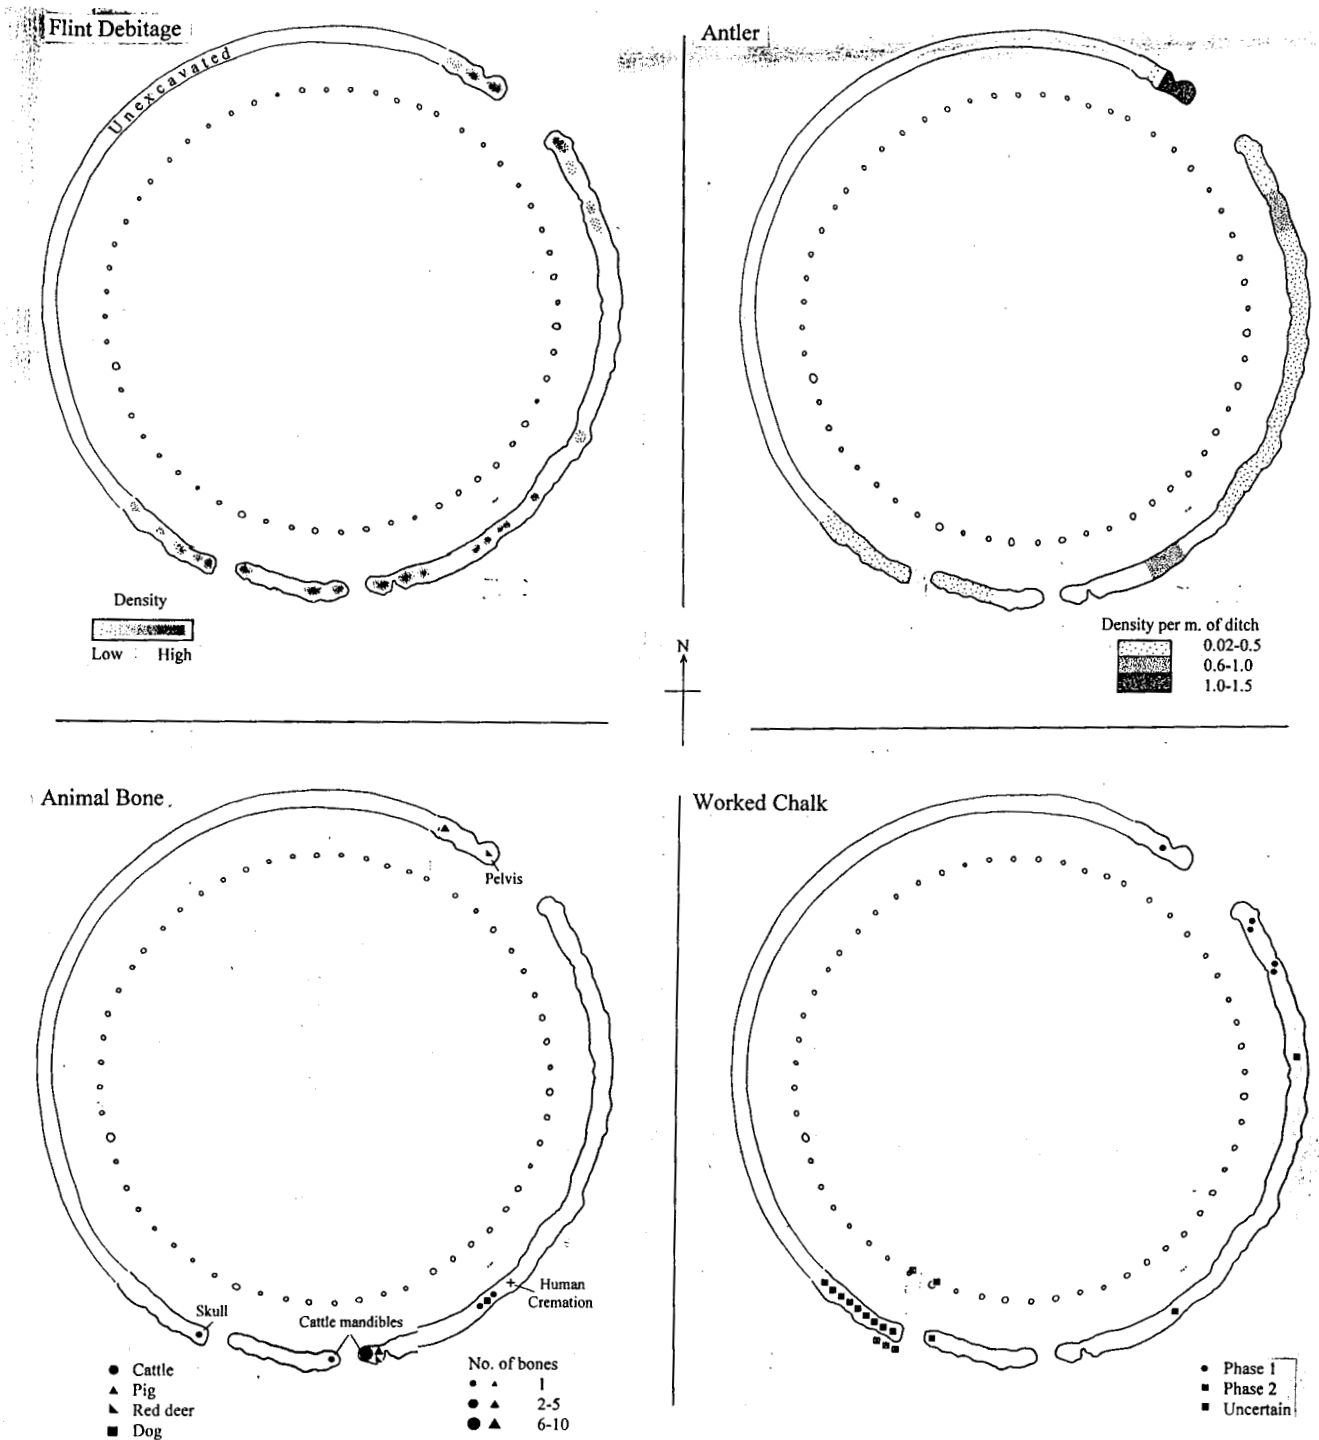 Flint Debitage
Unexcavated
Density
Low High
Antler
Density per m. of ditch
0.02-0.5
0.6-1.0
1.0-1.5
N
Animal Bone
Pelvis
Human
Cremation
Skull
Cattle mandibles
Cattle
Pig
Red deer
Dog
No. of bones
1
2-5
6-10
Worked Chalk
Phase 1
Phase 2
Uncertain